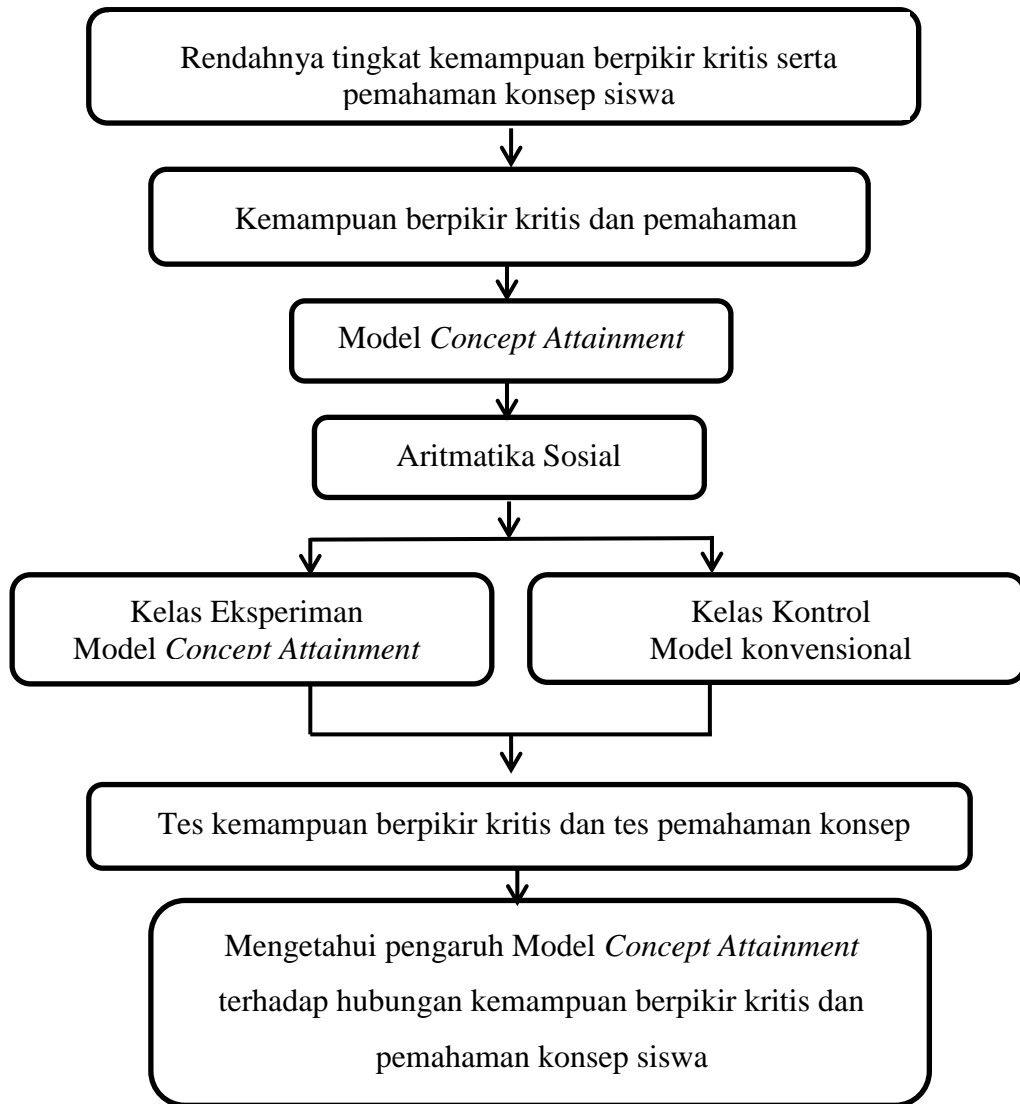 Rendahnya tingkat kemampuan berpikir kritis serta
pemahaman konsep siswa
Kemampuan berpikir kritis dan pemahaman
Model Concept Attainment
Aritmatika Sosial
Kelas Eksperiman
Model Concept Attainment
Kelas Kontrol
Model konvensional
Tes kemampuan berpikir kritis dan tes pemahaman konsep
Mengetahui pengaruh Model Concept Attainment
terhadap hubungan kemampuan berpikir kritis dan
pemahaman konsep siswa